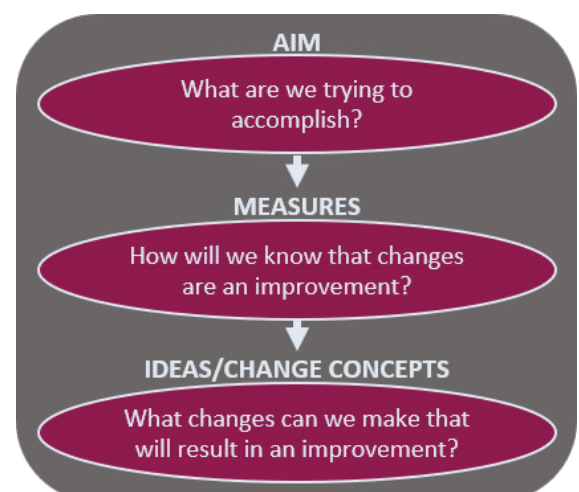 AIM
What are we trying to
accomplish?
MEASURES
How will we know that changes
are an improvement?
IDEAS/CHANGE CONCEPTS
What changes can we make that
will result in an improvement?